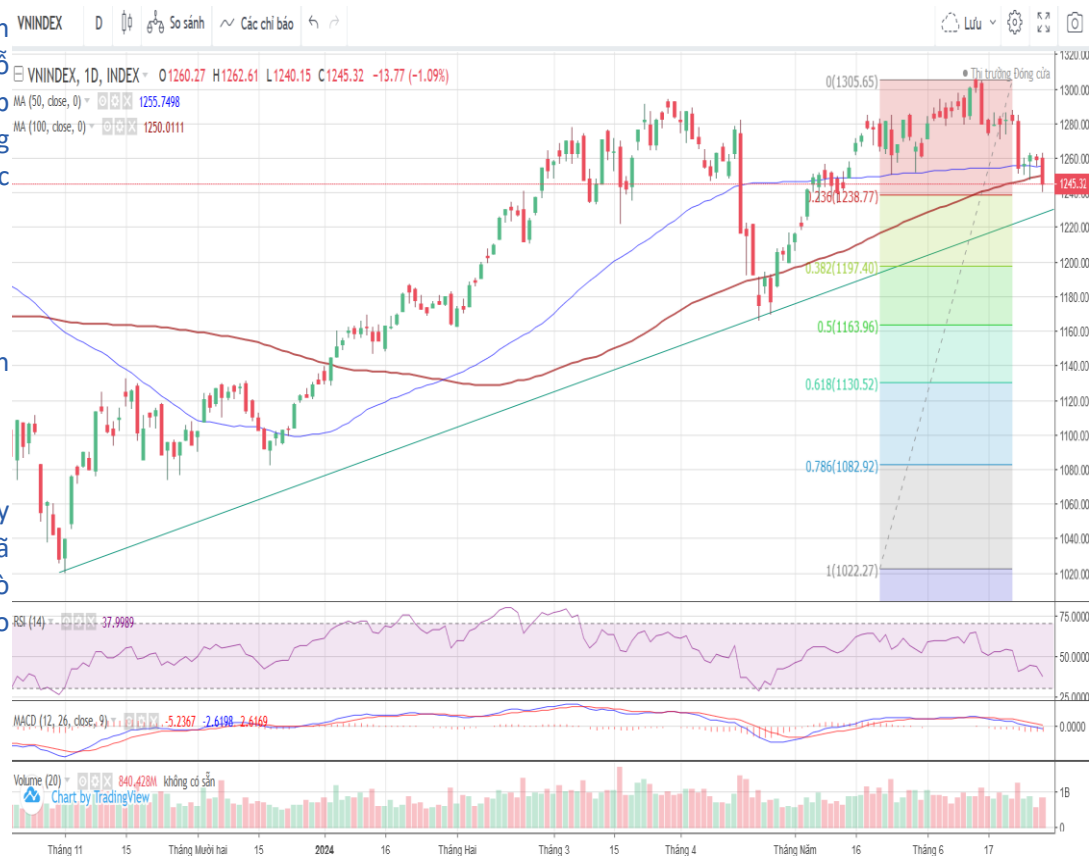 VNINDEX D So sánh Các chỉ báo Lưu
VNINDEX, 1D, INDEX O1260.27 H1262.61 L1240.15 C1245.32 −13.77 (−1.09%)
Thị trường Đóng cửa
MA (50, close, 0) 1255.7498
MA (100, close, 0) 1250.0111
0(1305.65)
0.236(1238.77)
0.382(1197.40)
0.5(1163.96)
0.618(1130.52)
0.786(1082.92)
1(1022.27)
1320.00
1300.00
1280.00
1260.00
1245.32
1240.00
1220.00
1200.00
1180.00
1160.00
1140.00
1120.00
1100.00
1080.00
1060.00
1040.00
1020.00
RSI (14) 37.9989
75.0000
50.0000
25.0000
MACD (12, 26, close, 9) -5.2367 -2.6198 2.6169
0.0000
Volume (20) 840.428M không có sẵn
Chart by TradingView
1B
0
Tháng 11 15 Tháng Mười hai 15 2024 16 Tháng Hai Tháng 3 15 Tháng 4 Tháng Năm 16 Tháng 6 17